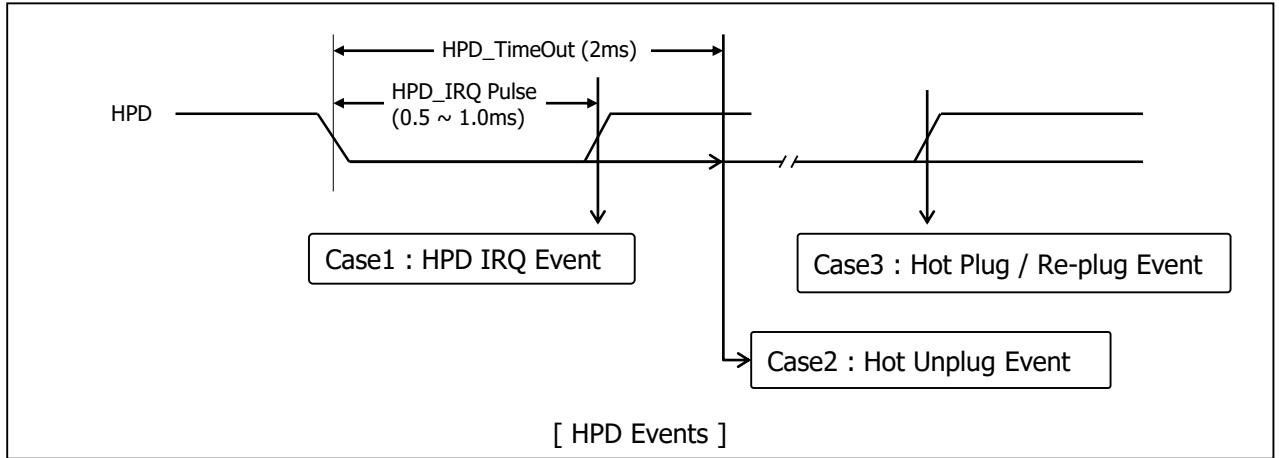 HPD_TimeOut (2ms)
HPD_IRQ Pulse
(0.5 ~ 1.0ms)
HPD
Case1 : HPD IRQ Event
Case3 : Hot Plug / Re-plug Event
Case2 : Hot Unplug Event
[ HPD Events ]